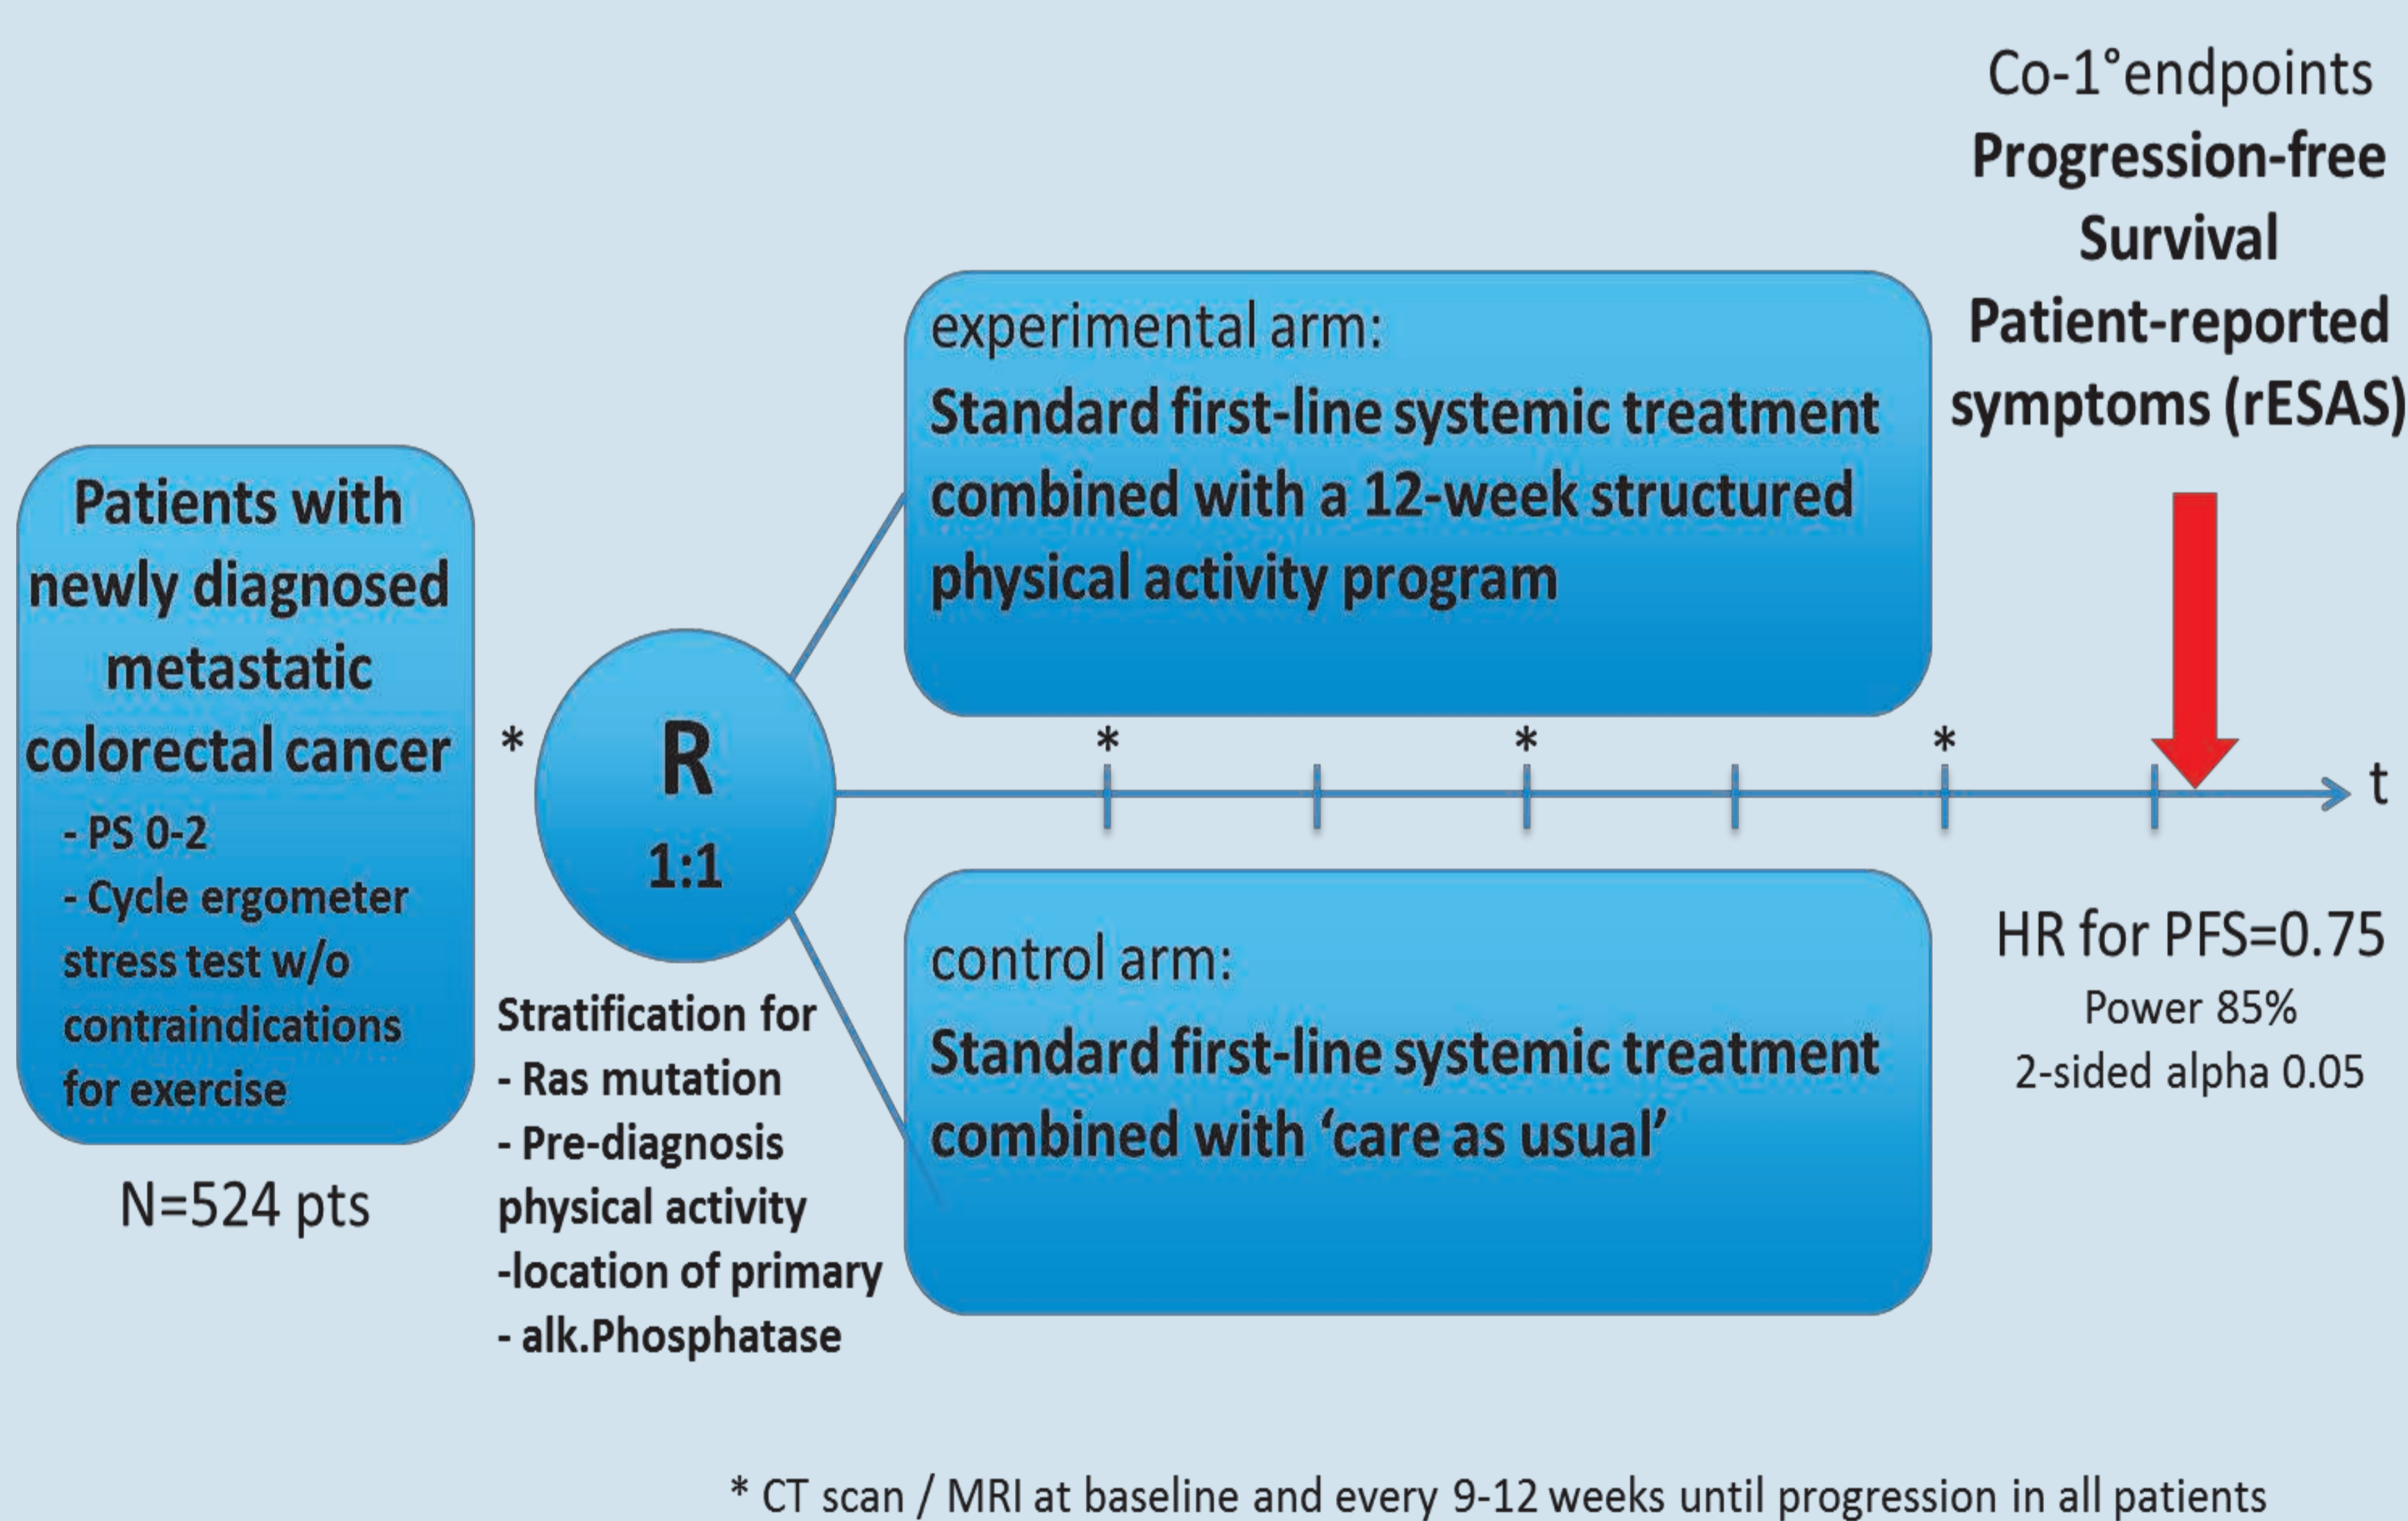 Patients with
newly diagnosed
metastatic
colorectal cancer
- PS 0-2
- Cycle ergometer
stress test w/o
contraindications
for exercise
N=524 pts
*
R
1:1
Stratification for
- Ras mutation
- Pre-diagnosis
physical activity
-location of primary
- alk.Phosphatase
experimental arm:
Standard first-line systemic treatment
combined with a 12-week structured
physical activity program
* * *
t
control arm:
Standard first-line systemic treatment
combined with ‘care as usual’
Co-1°endpoints
Progression-free
Survival
Patient-reported
symptoms (rESAS)
HR for PFS=0.75
Power 85%
2-sided alpha 0.05
* CT scan / MRI at baseline and every 9-12 weeks until progression in all patients